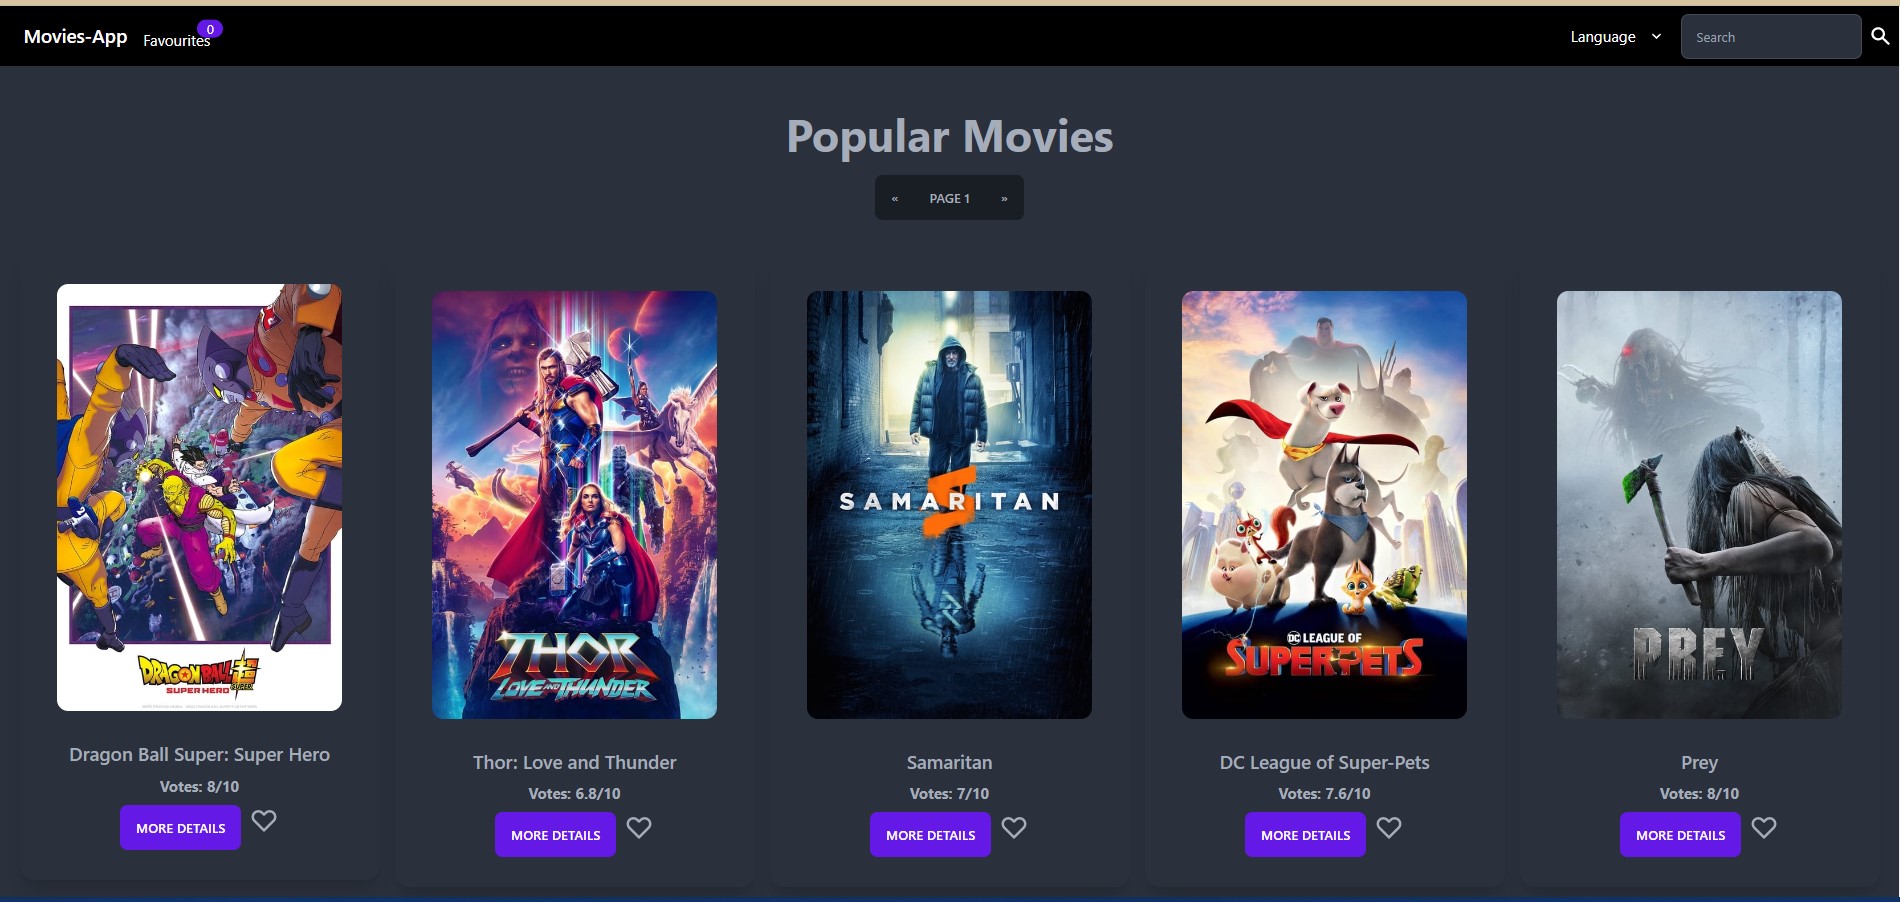 Movies-App
Favourites
0
Language
Search
Popular Movies
«
PAGE 1
»
DRAGON BALL
SUPER
SUPER HERO
THOR
LOVE AND THUNDER
SAMARITAN
DC LEAGUE OF
SUPER-PETS
PREY
Dragon Ball Super: Super Hero
Votes: 8/10
MORE DETAILS
Thor: Love and Thunder
Votes: 6.8/10
MORE DETAILS
Samaritan
Votes: 7/10
MORE DETAILS
DC League of Super-Pets
Votes: 7.6/10
MORE DETAILS
Prey
Votes: 8/10
MORE DETAILS